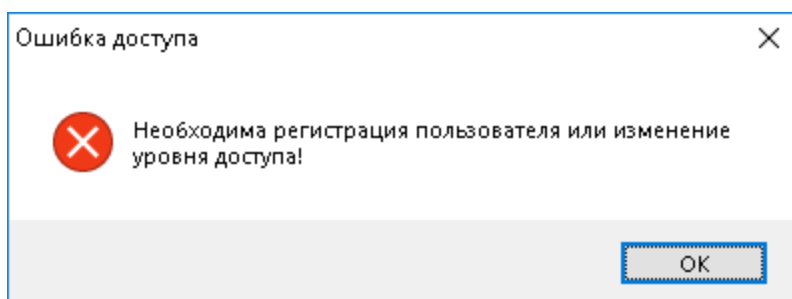 Ошибка доступа
Необходима регистрация пользователя или изменение
уровня доступа!
OK